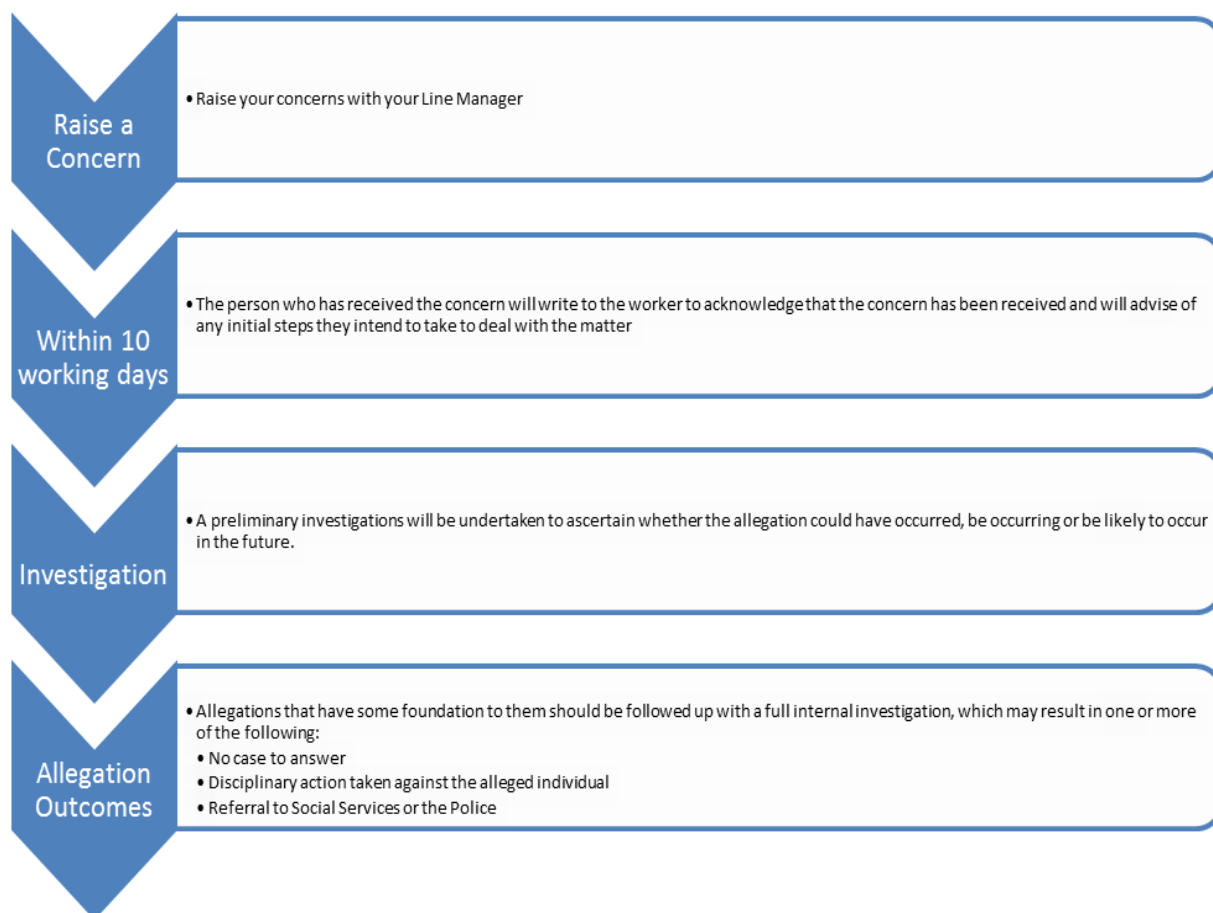 Raise a
Concern
• Raise your concerns with your Line Manager
Within 10
working days
• The person who has received the concern will write to the worker to acknowledge that the concern has been received and will advise of
any initial steps they intend to take to deal with the matter
Investigation
• A preliminary investigations will be undertaken to ascertain whether the allegation could have occurred, be occurring or be likely to occur
in the future.
Allegation
Outcomes
• Allegations that have some foundation to them should be followed up with a full internal investigation, which may result in one or more
of the following:
• No case to answer
• Disciplinary action taken against the alleged individual
• Referral to Social Services or the Police